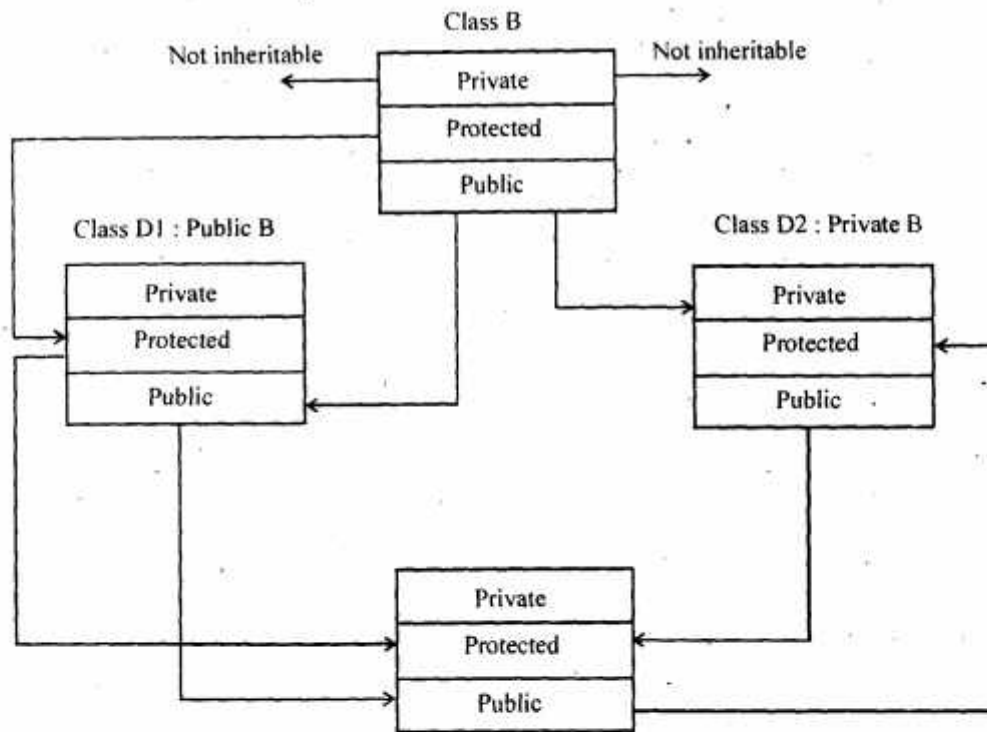 Class B
Not inheritable
Not inheritable
Private
Protected
Public
Class D1 : Public B
Class D2 : Private B
Private
Protected
Public
Private
Protected
Public
Private
Protected
Public